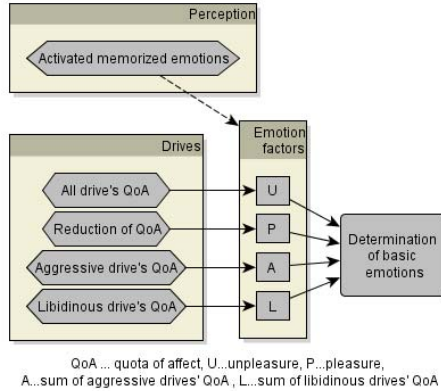 Perception
Activated memorized emotions
Emotion
factors
Drives
All drive's QoA
U
Reduction of QoA
P
Aggressive drive's QoA
A
Libidinous drive's QoA
L
Determination
of basic
emotions
QoA ... quota of affect, U...unpleasure, P...pleasure,
A...sum of aggressive drives' QoA , L...sum of libidinous drives' QoA